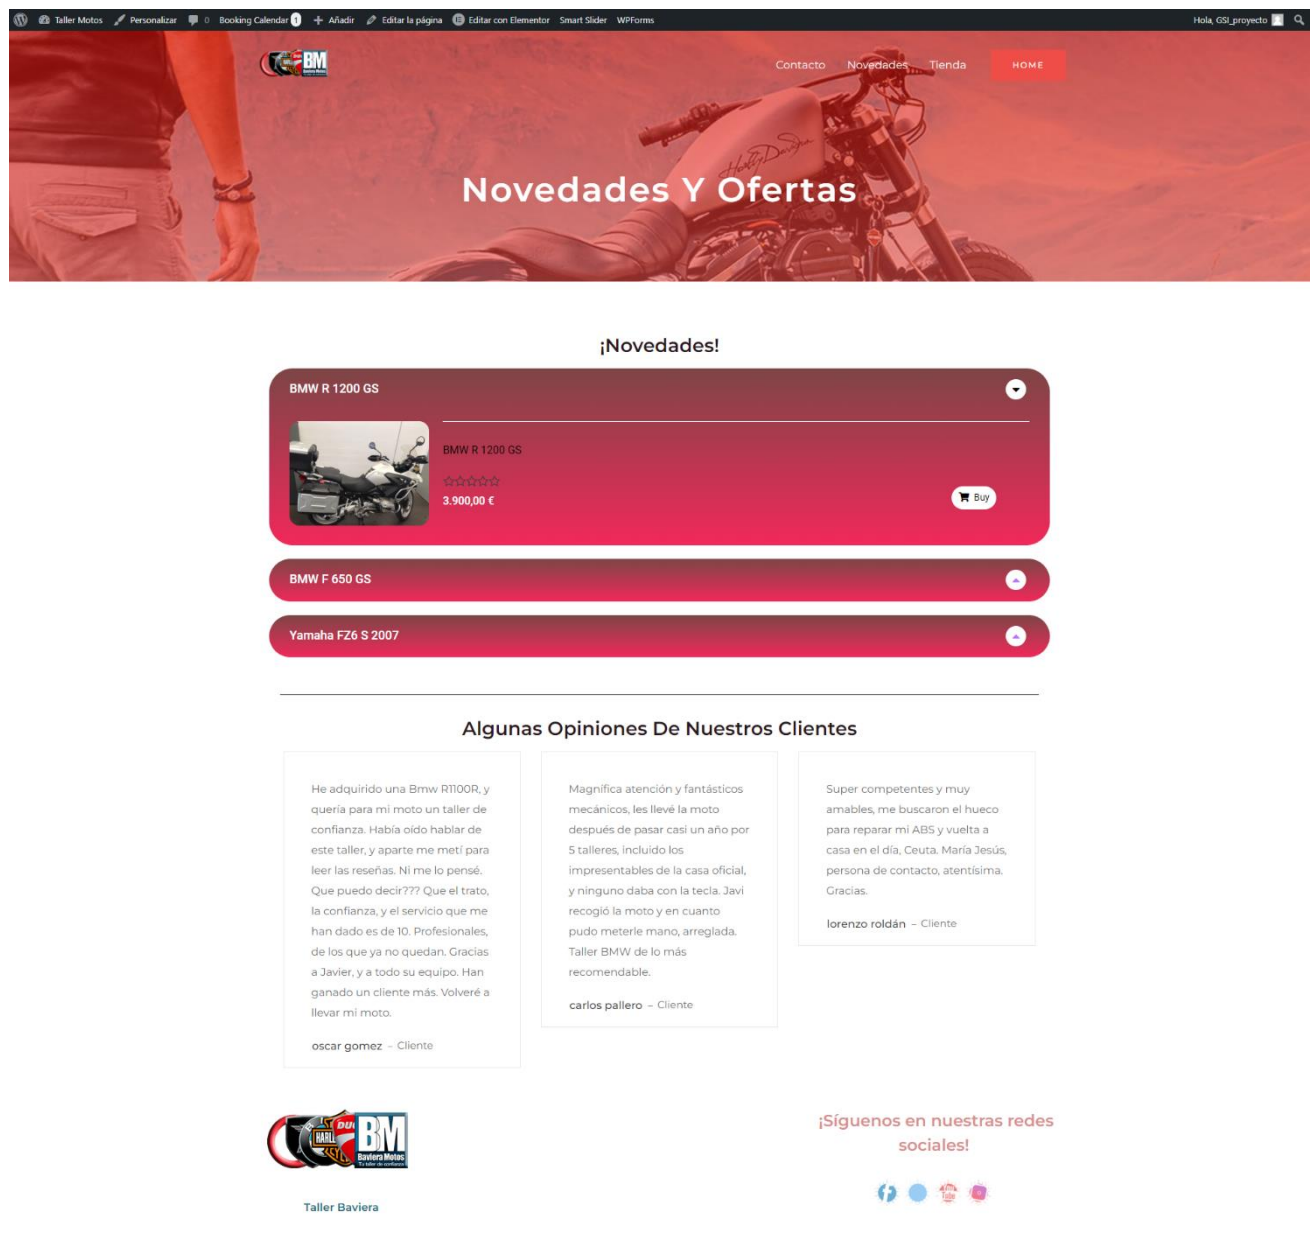 Taller Motos Personalizar 0 Booking Calendar 1 Añadir Editar la página Editar con Elementor Smart Slider WPForms Hola, GSI_proyecto
BM
Contacto Novedades Tienda HOME
Harley Davidson
Novedades Y Ofertas
¡Novedades!
BMW R 1200 GS
BMW R 1200 GS
3.900,00 €
Buy
BMW F 650 GS
Yamaha FZ6 S 2007
Algunas Opiniones De Nuestros Clientes
He adquirido una Bmw R1100R, y
quería para mi moto un taller de
confianza. Había oído hablar de
este taller, y aparte me metí para
leer las reseñas. Ni me lo pensé.
Que puedo decir??? Que el trato,
la confianza, y el servicio que me
han dado es de 10. Profesionales,
de los que ya no quedan. Gracias
a Javier, y a todo su equipo. Han
ganado un cliente más. Volveré a
llevar mi moto.
oscar gomez - Cliente
Magnífica atención y fantásticos
mecánicos, les llevé la moto
después de pasar casi un año por
5 talleres, incluido los
impresentables de la casa oficial,
y ninguno daba con la tecla. Javi
recogió la moto y en cuanto
pudo meterle mano, arreglada.
Taller BMW de lo más
recomendable.
carlos pallero - Cliente
Super competentes y muy
amables, me buscaron el hueco
para reparar mi ABS y vuelta a
casa en el día, Ceuta. María Jesús,
persona de contacto, atentísima.
Gracias.
lorenzo roldán - Cliente
BM
Baviera Motos
Tu taller de confianza
Taller Baviera
¡Síguenos en nuestras redes
sociales!
You
Tube